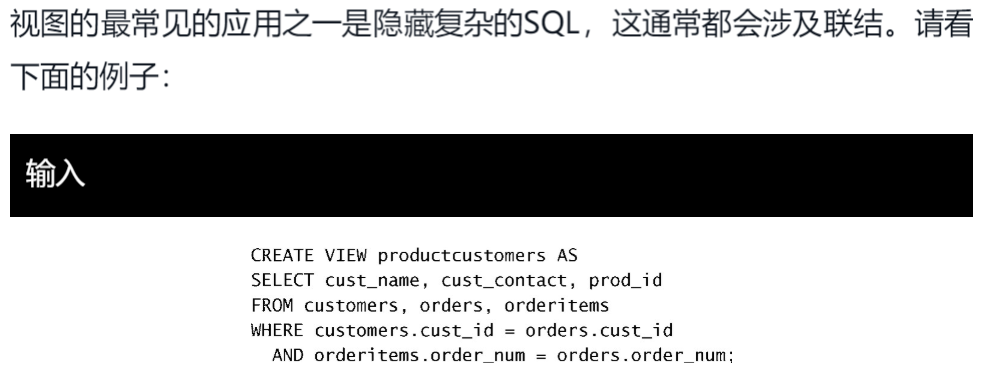 视图的最常见的应用之一是隐藏复杂的SQL，这通常都会涉及联结。请看
下面的例子：
输入
CREATE VIEW productcustomers AS
SELECT cust_name, cust_contact, prod_id
FROM customers, orders, orderitems
WHERE customers.cust_id = orders.cust_id
  AND orderitems.order_num = orders.order_num;